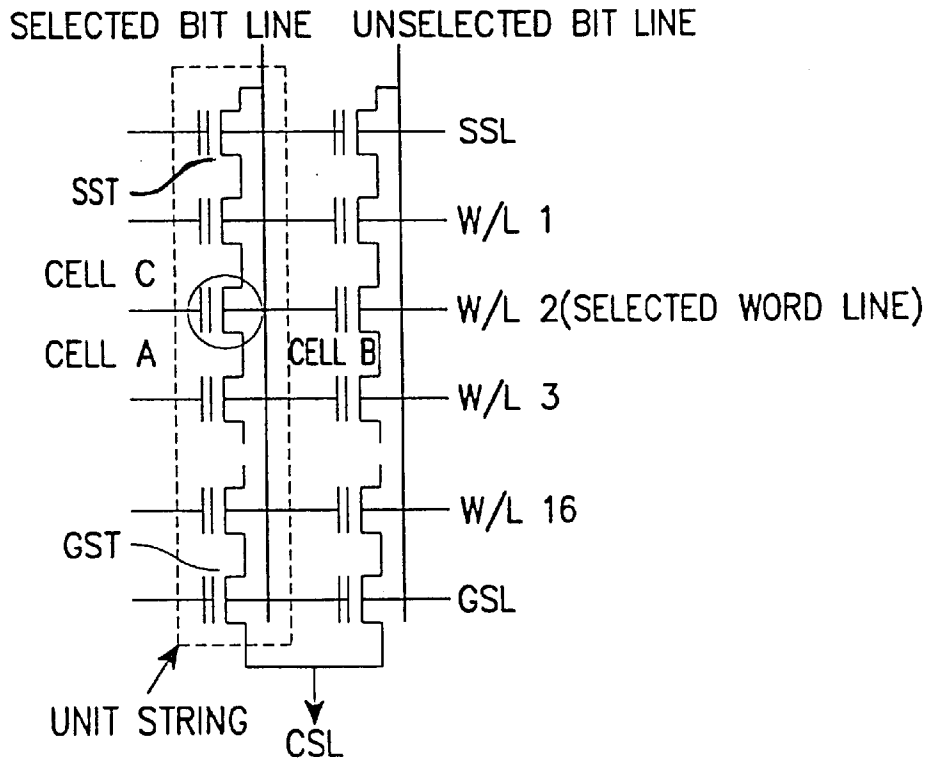 SELECTED BIT LINE
UNSELECTED BIT LINE
SSL
SST
W/L 1
CELL C
W/L 2(SELECTED WORD LINE)
CELL A
CELL B
W/L 3
W/L 16
GST
GSL
UNIT STRING
CSL